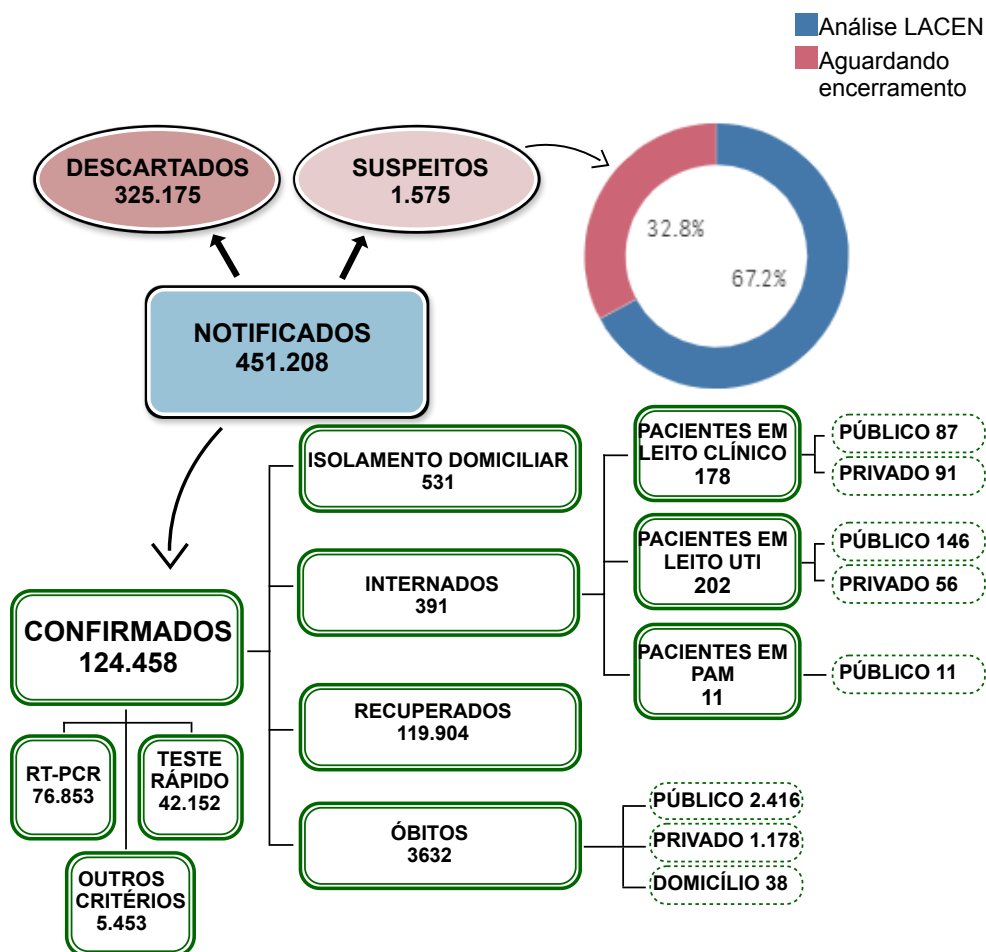 Análise LACEN
Aguardando
encerramento
DESCARTADOS
325.175
SUSPEITOS
1.575
32.8%
67.2%
NOTIFICADOS
451.208
CONFIRMADOS
124.458
RT-PCR
76.853
TESTE
RÁPIDO
42.152
OUTROS
CRITÉRIOS
5.453
ISOLAMENTO DOMICILIAR
531
INTERNADOS
391
RECUPERADOS
119.904
ÓBITOS
3632
PACIENTES EM
LEITO CLÍNICO
178
PÚBLICO 87
PRIVADO 91
PACIENTES EM
LEITO UTI
202
PÚBLICO 146
PRIVADO 56
PACIENTES EM
PAM
11
PÚBLICO 11
PÚBLICO 2.416
PRIVADO 1.178
DOMICÍLIO 38